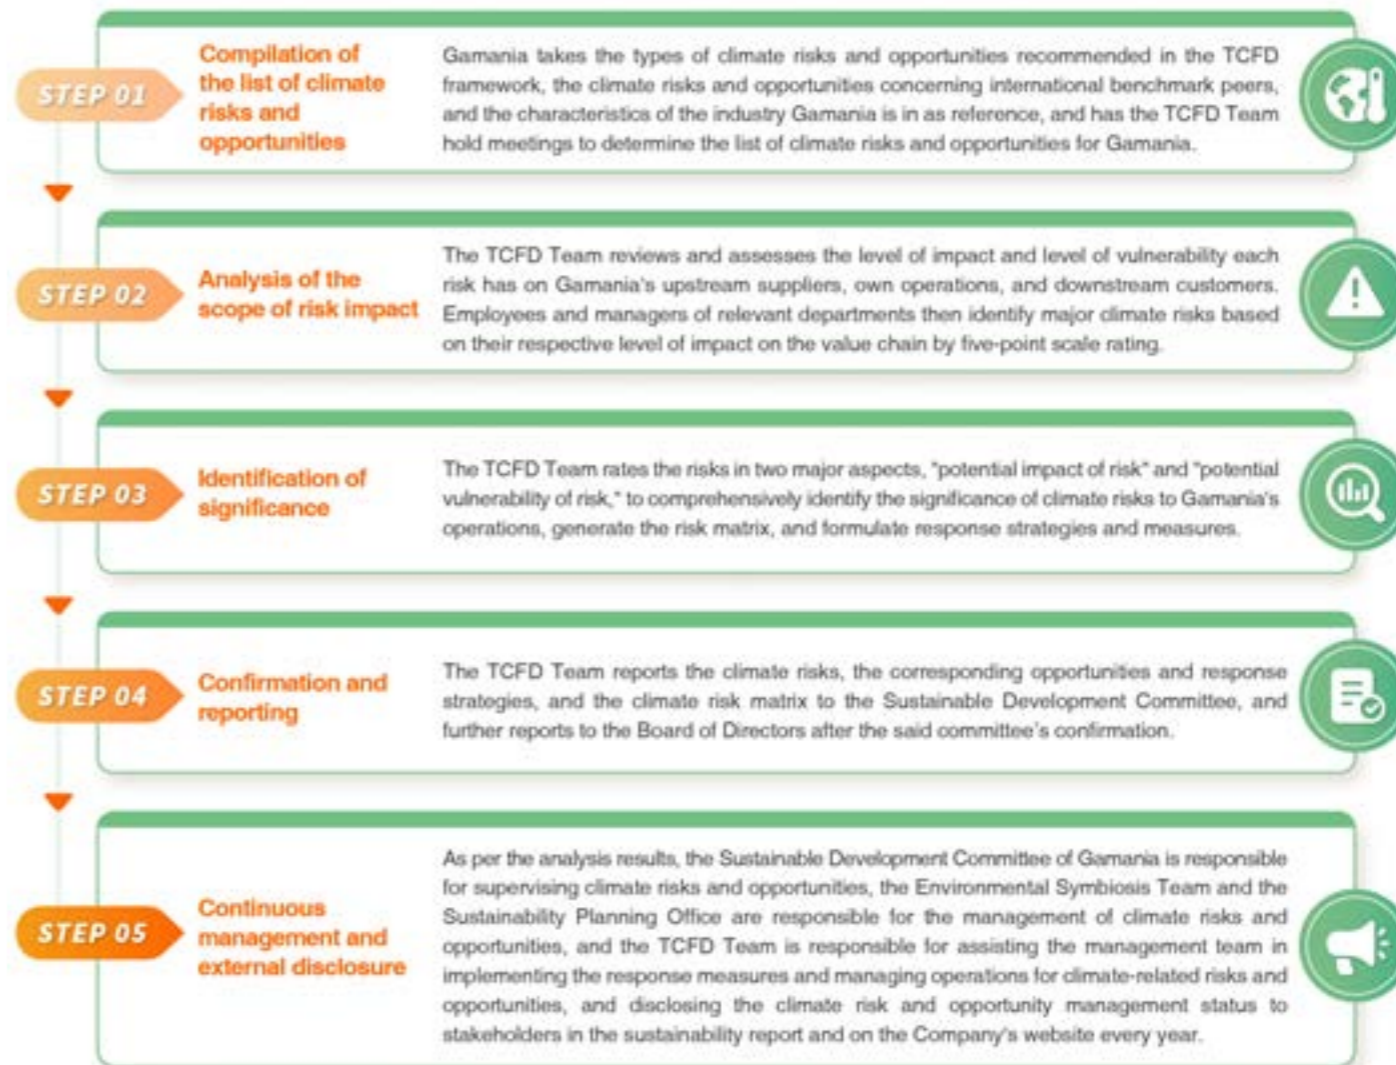 STEP 01
Compilation of
the list of climate
risks and
opportunities
Gamania takes the types of climate risks and opportunities recommended in the TCFD
framework, the climate risks and opportunities concerning international benchmark peers,
and the characteristics of the industry Gamania is in as reference, and has the TCFD Team
hold meetings to determine the list of climate risks and opportunities for Gamania.
STEP 02
Analysis of the
scope of risk impact
The TCFD Team reviews and assesses the level of impact and level of vulnerability each
risk has on Gamania's upstream suppliers, own operations, and downstream customers.
Employees and managers of relevant departments then identify major climate risks based
on their respective level of impact on the value chain by five-point scale rating.
STEP 03
Identification of
significance
The TCFD Team rates the risks in two major aspects, "potential impact of risk" and "potential
vulnerability of risk," to comprehensively identify the significance of climate risks to Gamania's
operations, generate the risk matrix, and formulate response strategies and measures.
STEP 04
Confirmation and
reporting
The TCFD Team reports the climate risks, the corresponding opportunities and response
strategies, and the climate risk matrix to the Sustainable Development Committee, and
further reports to the Board of Directors after the said committee's confirmation.
STEP 05
Continuous
management and
external disclosure
As per the analysis results, the Sustainable Development Committee of Gamania is responsible
for supervising climate risks and opportunities, the Environmental Symbiosis Team and the
Sustainability Planning Office are responsible for the management of climate risks and
opportunities, and the TCFD Team is responsible for assisting the management team in
implementing the response measures and managing operations for climate-related risks and
opportunities, and disclosing the climate risk and opportunity management status to
stakeholders in the sustainability report and on the Company's website every year.